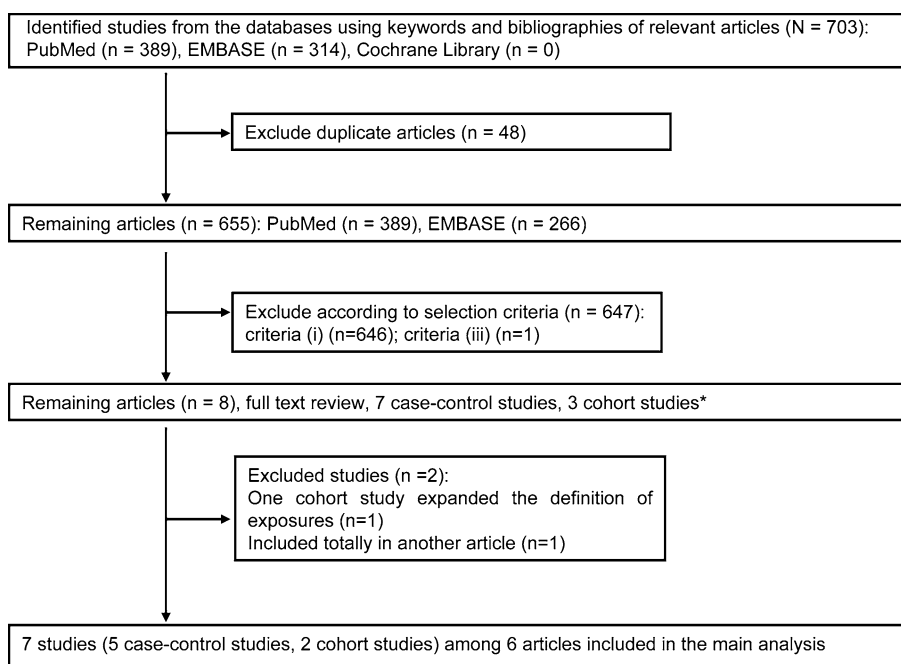 Identified studies from the databases using keywords and bibliographies of relevant articles (N = 703):
PubMed (n = 389), EMBASE (n = 314), Cochrane Library (n = 0)
Exclude duplicate articles (n = 48)
Remaining articles (n = 655): PubMed (n = 389), EMBASE (n = 266)
Exclude according to selection criteria (n = 647):
criteria (i) (n=646); criteria (iii) (n=1)
Remaining articles (n = 8), full text review, 7 case-control studies, 3 cohort studies*
Excluded studies (n =2):
One cohort study expanded the definition of
exposures (n=1)
Included totally in another article (n=1)
7 studies (5 case-control studies, 2 cohort studies) among 6 articles included in the main analysis